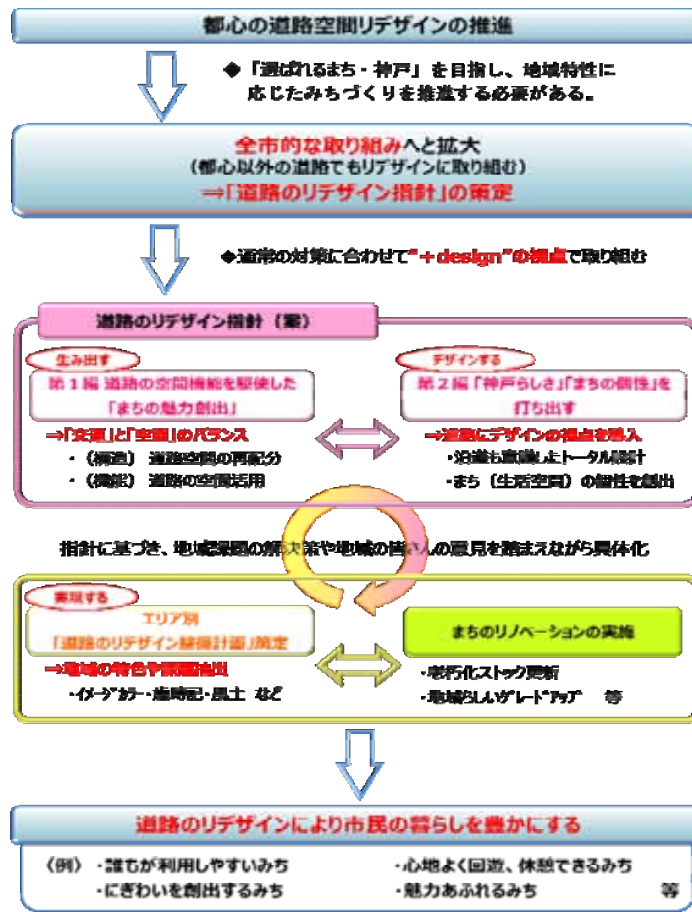 都心の道路空間リデザインの推進
◆「選ばれるまち・神戸」を目指し、地域特性に
応じたみちづくりを推進する必要がある。
全市的な取り組みへと拡大
(都心以外の道路でもリデザインに取り組む)
⇒「道路のリデザイン指針」の策定
◆通常の対策に合わせて“+design”の視点で取り組む
道路のリデザイン指針(案)
生み出す
第1編 道路の空間機能を駆使した
「まちの魅力創出」
⇒「交通」と「空間」のバランス
・(構造) 道路空間の再配分
・(機能) 道路の空間活用
デザインする
第2編「神戸らしさ」「まちの個性」を
打ち出す
⇒道路にデザインの視点を導入
・沿道も意識したトータル設計
・まち(生活空間)の個性を創出
指針に基づき、地域課題の解決策や地域の皆さんの意見を踏まえながら具体化
実現する
エリア別
「道路のリデザイン整備計画」策定
⇒地域の特色や課題抽出
・イメージカラー・歳時記・風土 など
まちのリノベーションの実施
・老朽化ストック更新
・地域らしいグレードアップ 等
道路のリデザインにより市民の暮らしを豊かにする
(例) ・誰もが利用しやすいみち ・心地よく回遊、休憩できるみち
・にぎわいを創出するみち ・魅力あふれるみち 等